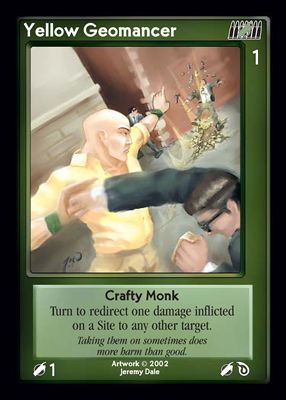 Yellow Geomancer
1
Crafty Monk
Turn to redirect one damage inflicted
on a Site to any other target.
Taking them on sometimes does
more harm than good.
Artwork © 2002
Jeremy Dale
1